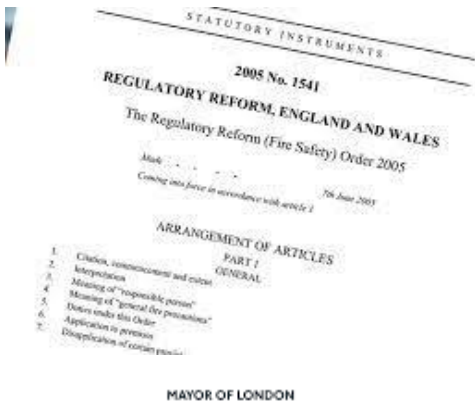 STATUTORY INSTRUMENTS
2005 No. 1541
REGULATORY REFORM, ENGLAND AND WALES
The Regulatory Reform (Fire Safety) Order 2005
Made - - - - 7th June 2005
Coming into force in accordance with article 1
ARRANGEMENT OF ARTICLES
PART 1
GENERAL
1. Citation, commencement and extent
2. Interpretation
3. Meaning of "responsible person"
4. Meaning of "general fire precautions"
5. Duties under this Order
6. Application to premises
7. Disapplication of certain
MAYOR OF LONDON